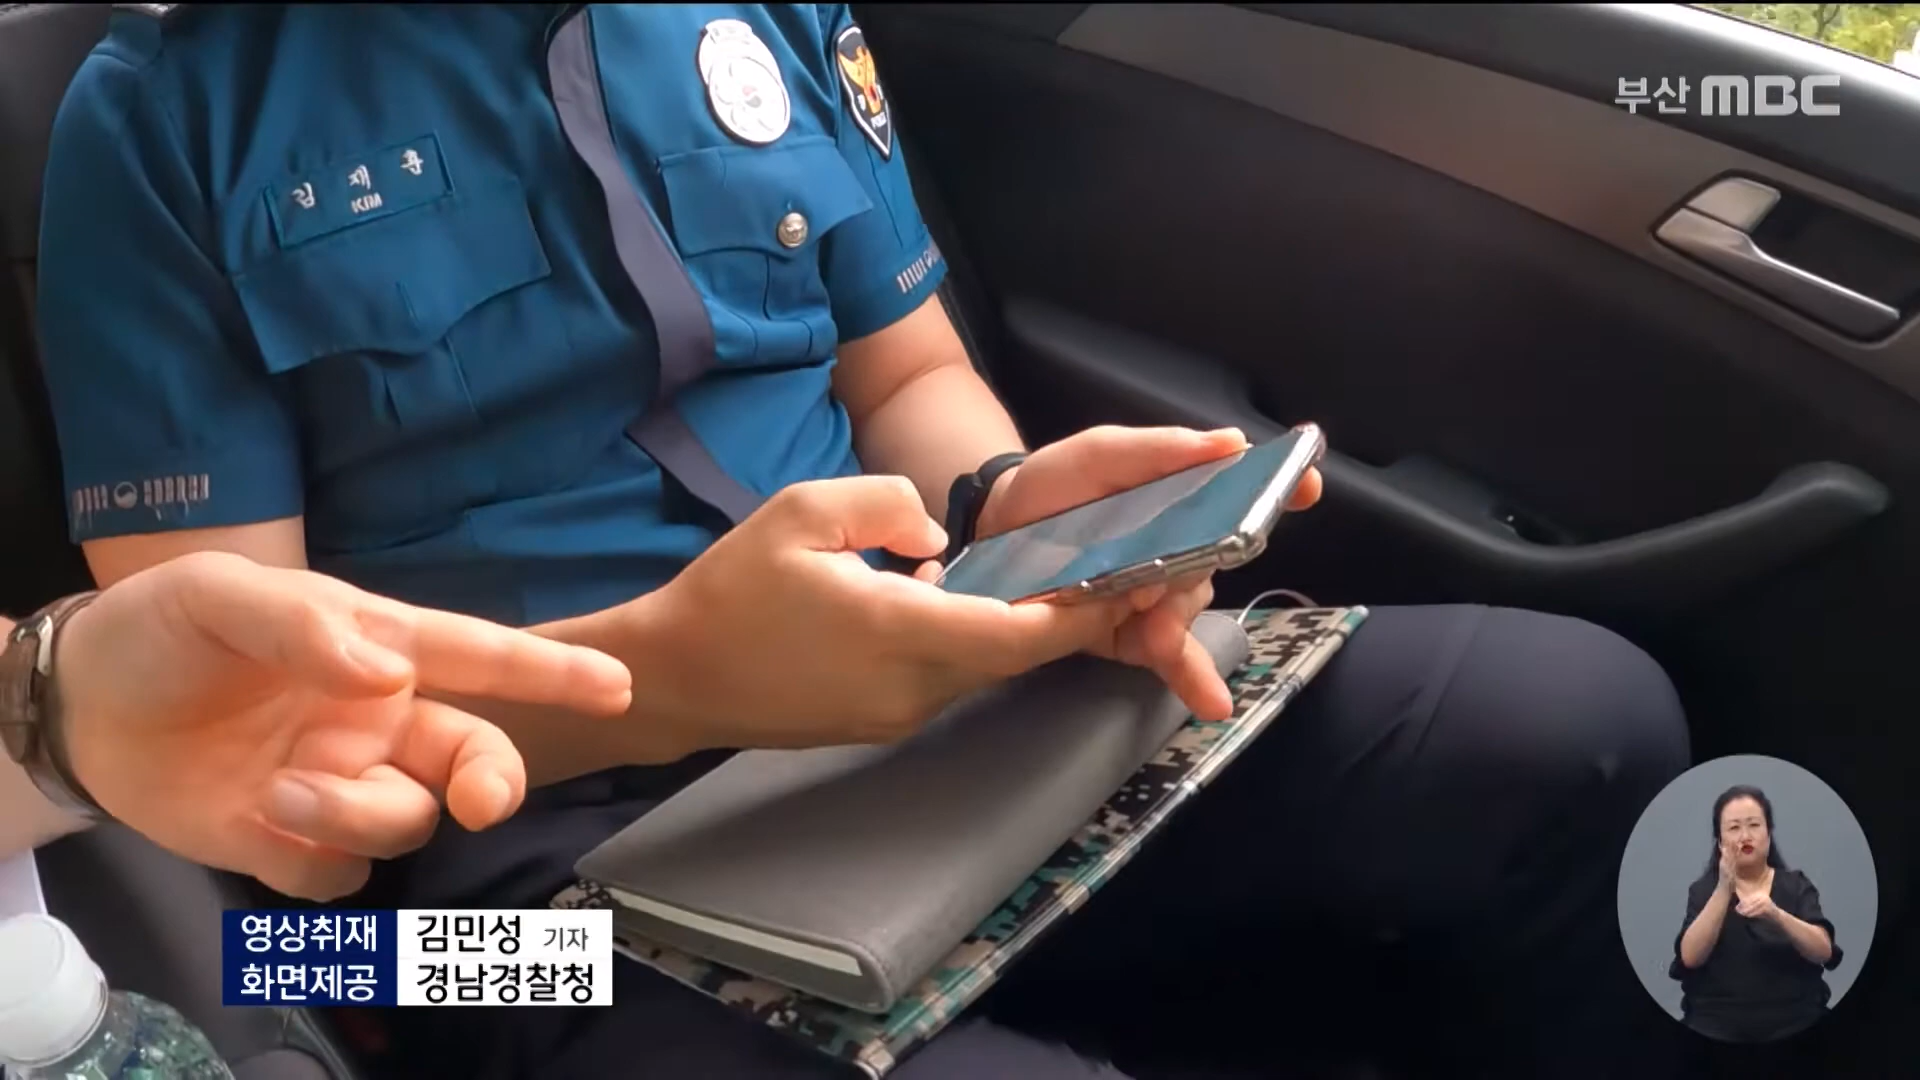 부산 MBC
김재훈
KIM
POLICE
영상취재 김민성 기자
화면제공 경남경찰청